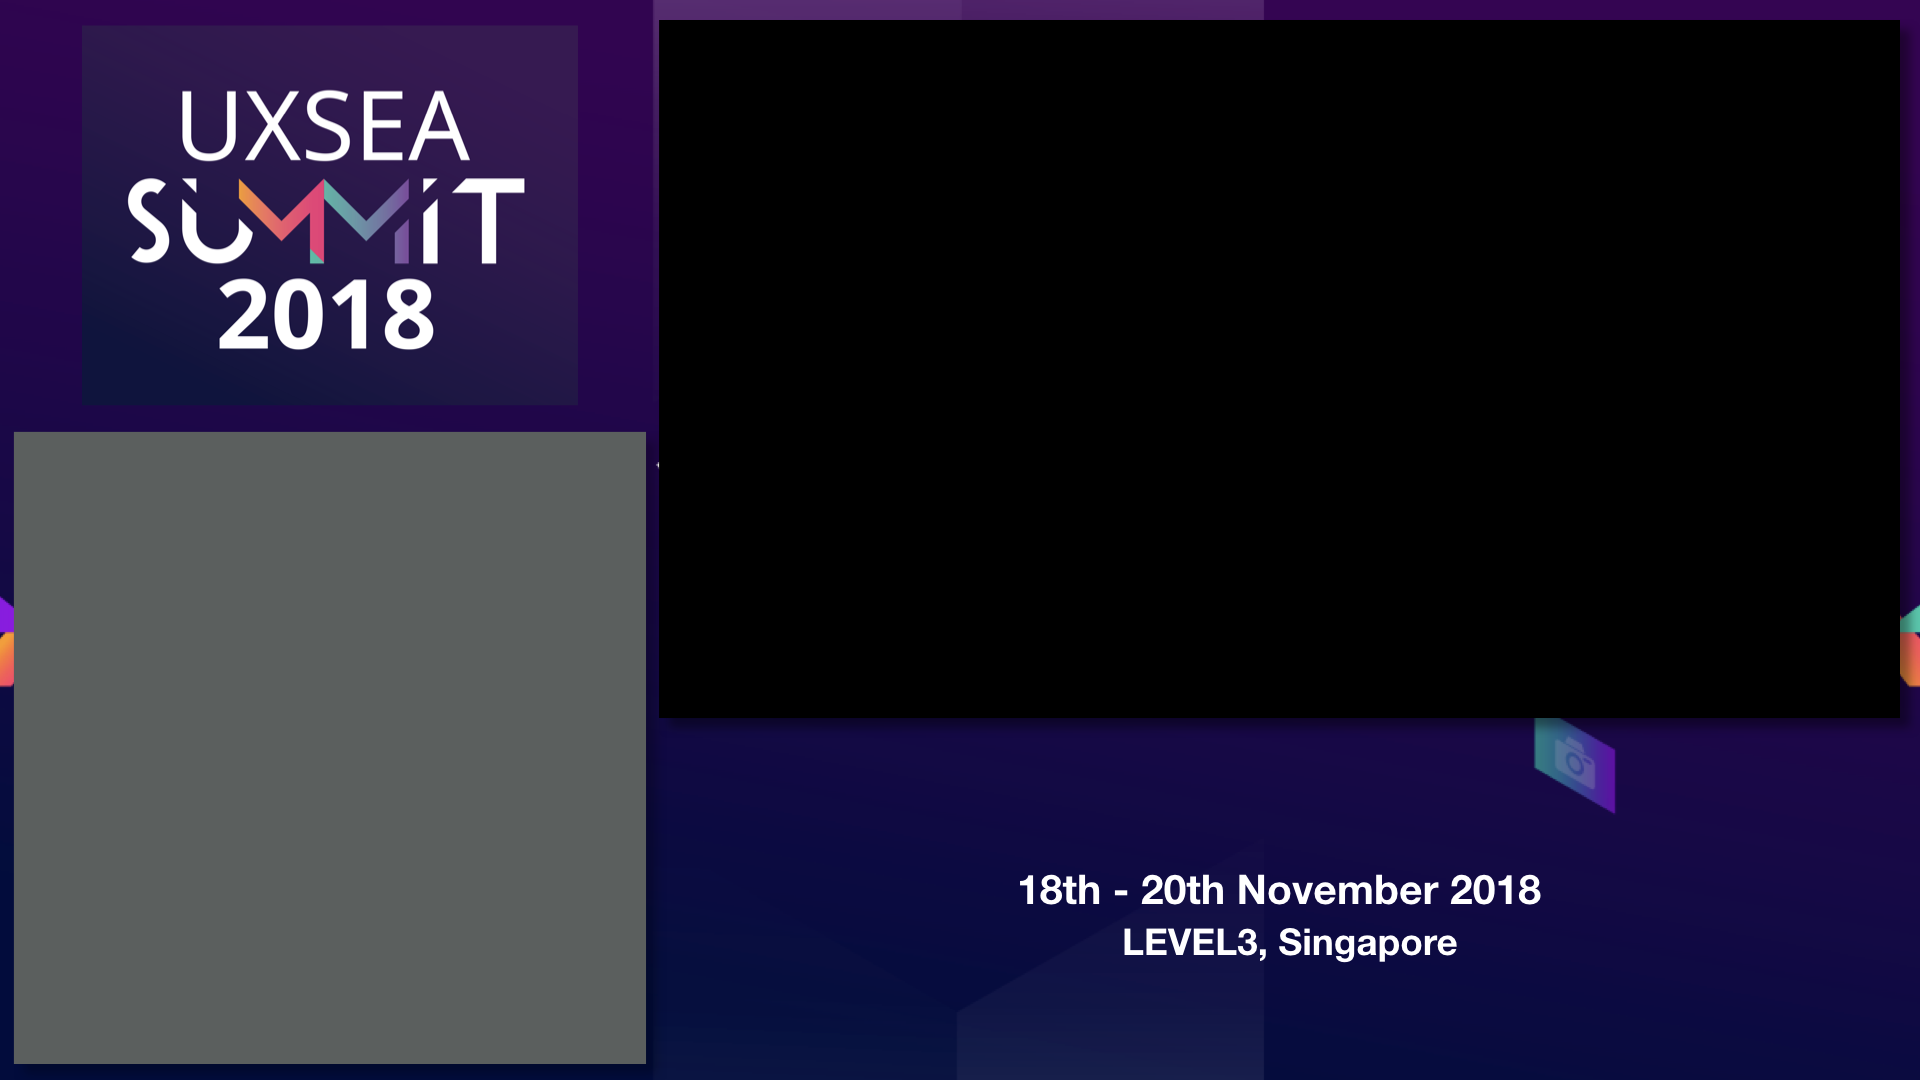 UXSEA
SUMMIT
2018
18th - 20th November 2018
LEVEL3, Singapore